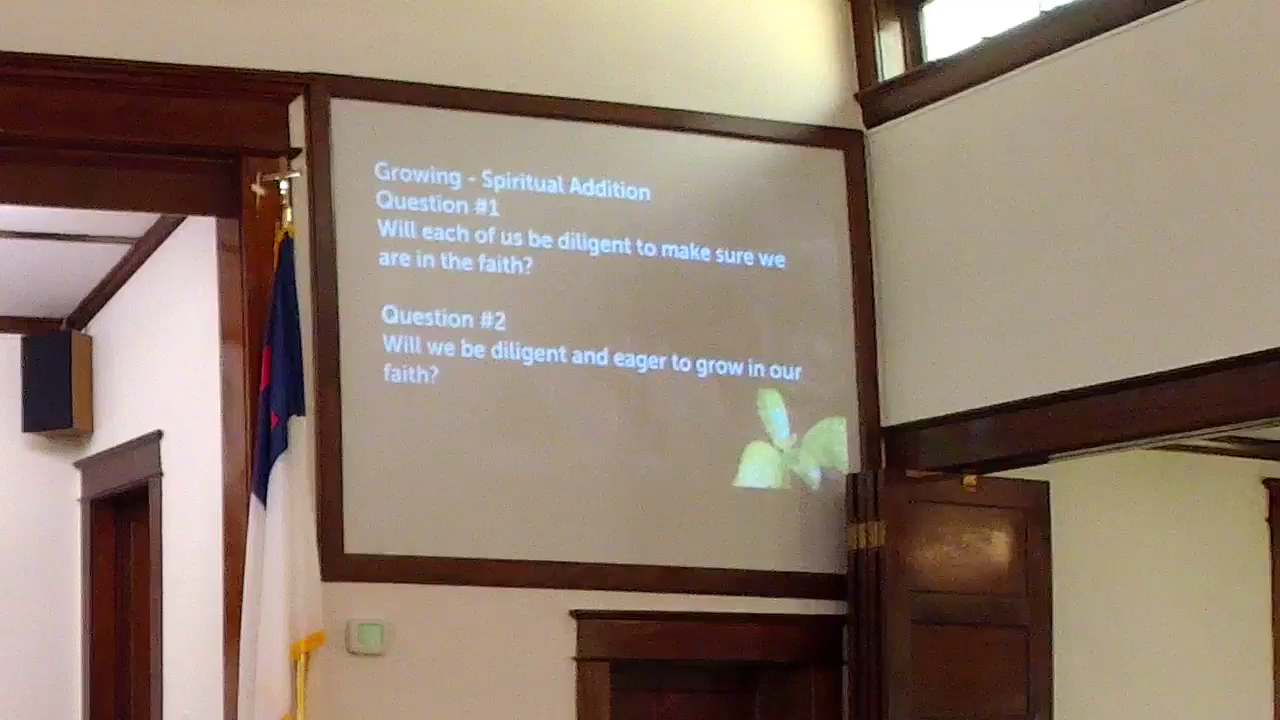 Growing - Spiritual Addition
Question #1
Will each of us be diligent to make sure we
are in the faith?
Question #2
Will we be diligent and eager to grow in our
faith?